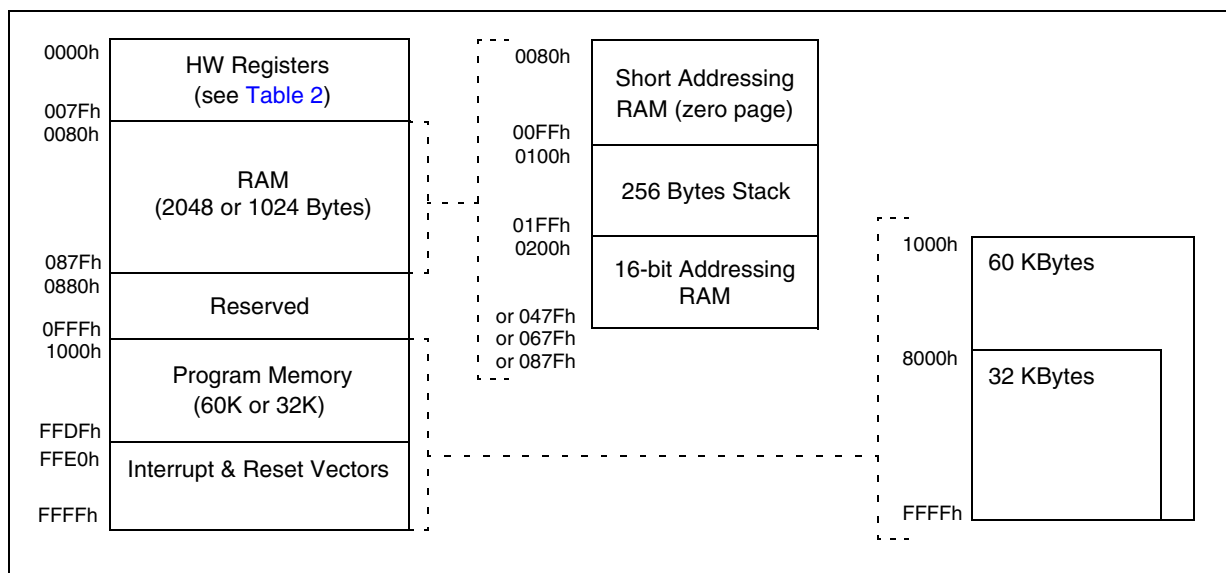 0000h
HW Registers
(see Table 2)
007Fh
0080h
RAM
(2048 or 1024 Bytes)
087Fh
0880h
Reserved
0FFFh
1000h
Program Memory
(60K or 32K)
FFDFh
FFE0h
Interrupt & Reset Vectors
FFFFh
0080h
Short Addressing
RAM (zero page)
00FFh
0100h
256 Bytes Stack
01FFh
0200h
16-bit Addressing
RAM
or 047Fh
or 067Fh
or 087Fh
1000h
60 KBytes
8000h
32 KBytes
FFFFh